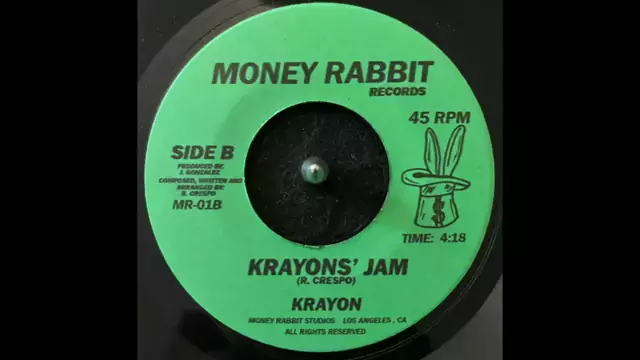 MONEY RABBIT
RECORDS
45 RPM
SIDE B
PRODUCED BY:
J. GONZALEZ
COMPOSED, WRITTEN AND
ARRANGED BY:
R. CRESPO
MR-01B
$
TIME: 4:18
KRAYONS' JAM
(R. CRESPO)
KRAYON
MONEY RABBIT STUDIOS LOS ANGELES, CA
ALL RIGHTS RESERVED